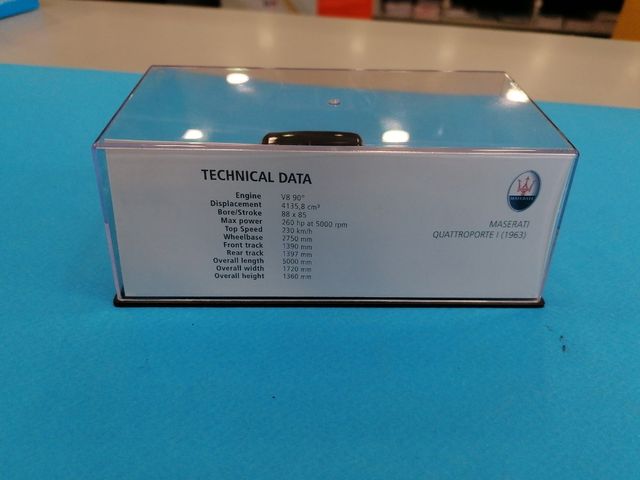 TECHNICAL DATA
Engine V8 90°
Displacement 4135,8 cm³
Bore/Stroke 88 x 85
Max power 260 hp at 5000 rpm
Top Speed 230 km/h
Wheelbase 2750 mm
Front track 1390 mm
Rear track 1397 mm
Overall length 5000 mm
Overall width 1720 mm
Overall height 1360 mm
MASERATI
MASERATI
QUATTROPORTE I (1963)